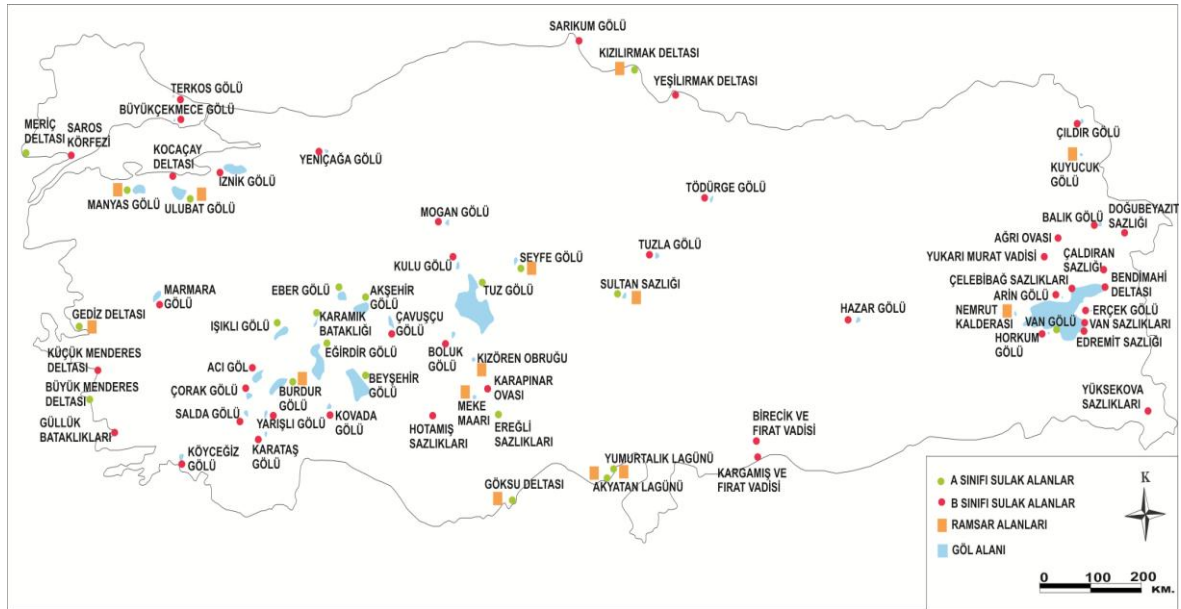 SARIKUM GÖLÜ
KIZILIRMAK DELTASI
YEŞİLIRMAK DELTASI
TERKOS GÖLÜ
BÜYÜKÇEKMECE GÖLÜ
MERİÇ
DELTASI
SAROS
KÖRFEZİ
KOCAÇAY
DELTASI
İZNİK GÖLÜ
YENİÇAĞA GÖLÜ
MANYAS GÖLÜ
ULUBAT GÖLÜ
ÇILDIR GÖLÜ
KUYUCUK
GÖLÜ
TÖDÜRGE GÖLÜ
MOGAN GÖLÜ
BALIK GÖLÜ
DOĞUBEYAZIT
SAZLIĞI
AĞRI OVASI
YUKARI MURAT VADİSİ
ÇALDIRAN
SAZLIĞI
TUZLA GÖLÜ
KULU GÖLÜ
SEYFE GÖLÜ
TUZ GÖLÜ
SULTAN SAZLIĞI
ÇELEBİBAĞ SAZLIKLARI
BENDİMAHİ
DELTASI
ARİN GÖLÜ
MARMARA
GÖLÜ
EBER GÖLÜ
AKŞEHİR
GÖLÜ
GEDİZ DELTASI
IŞIKLI GÖLÜ
KARAMIK
BATAKLIĞI
ÇAVUŞÇU
GÖLÜ
HAZAR GÖLÜ
NEMRUT
KALDERASI
ERÇEK GÖLÜ
VAN GÖLÜ
VAN SAZLIKLARI
HORKUM
GÖLÜ
EDREMIT SAZLIĞI
EĞİRDİR GÖLÜ
BOLUK
GÖLÜ
KÜÇÜK MENDERES
DELTASI
KIZÖREN OBRUĞU
ACI GÖL
BÜYÜK MENDERES
DELTASI
ÇORAK GÖLÜ
BURDUR
GÖLÜ
BEYŞEHİR
GÖLÜ
MEKE
MAARI
KARAPINAR
OVASI
YÜKSEKOVA
SAZLIKLARI
SALDA GÖLÜ
YARIŞLI GÖLÜ
KOVADA
GÖLÜ
HOTAMIŞ
SAZLIKLARI
EREĞLİ
SAZLIKLARI
GÜLLÜK
BATAKLIKLARI
KARATAŞ
GÖLÜ
BİRECİK VE
FIRAT VADİSİ
KÖYCEĞİZ
GÖLÜ
YUMURTALIK LAGÜNÜ
KARGAMIŞ VE
FIRAT VADİSİ
GÖKSU DELTASI
AKYATAN LAGÜNÜ
A SINIFI SULAK ALANLAR
B SINIFI SULAK ALANLAR
RAMSAR ALANLARI
GÖL ALANI
K
0 100 200
KM.